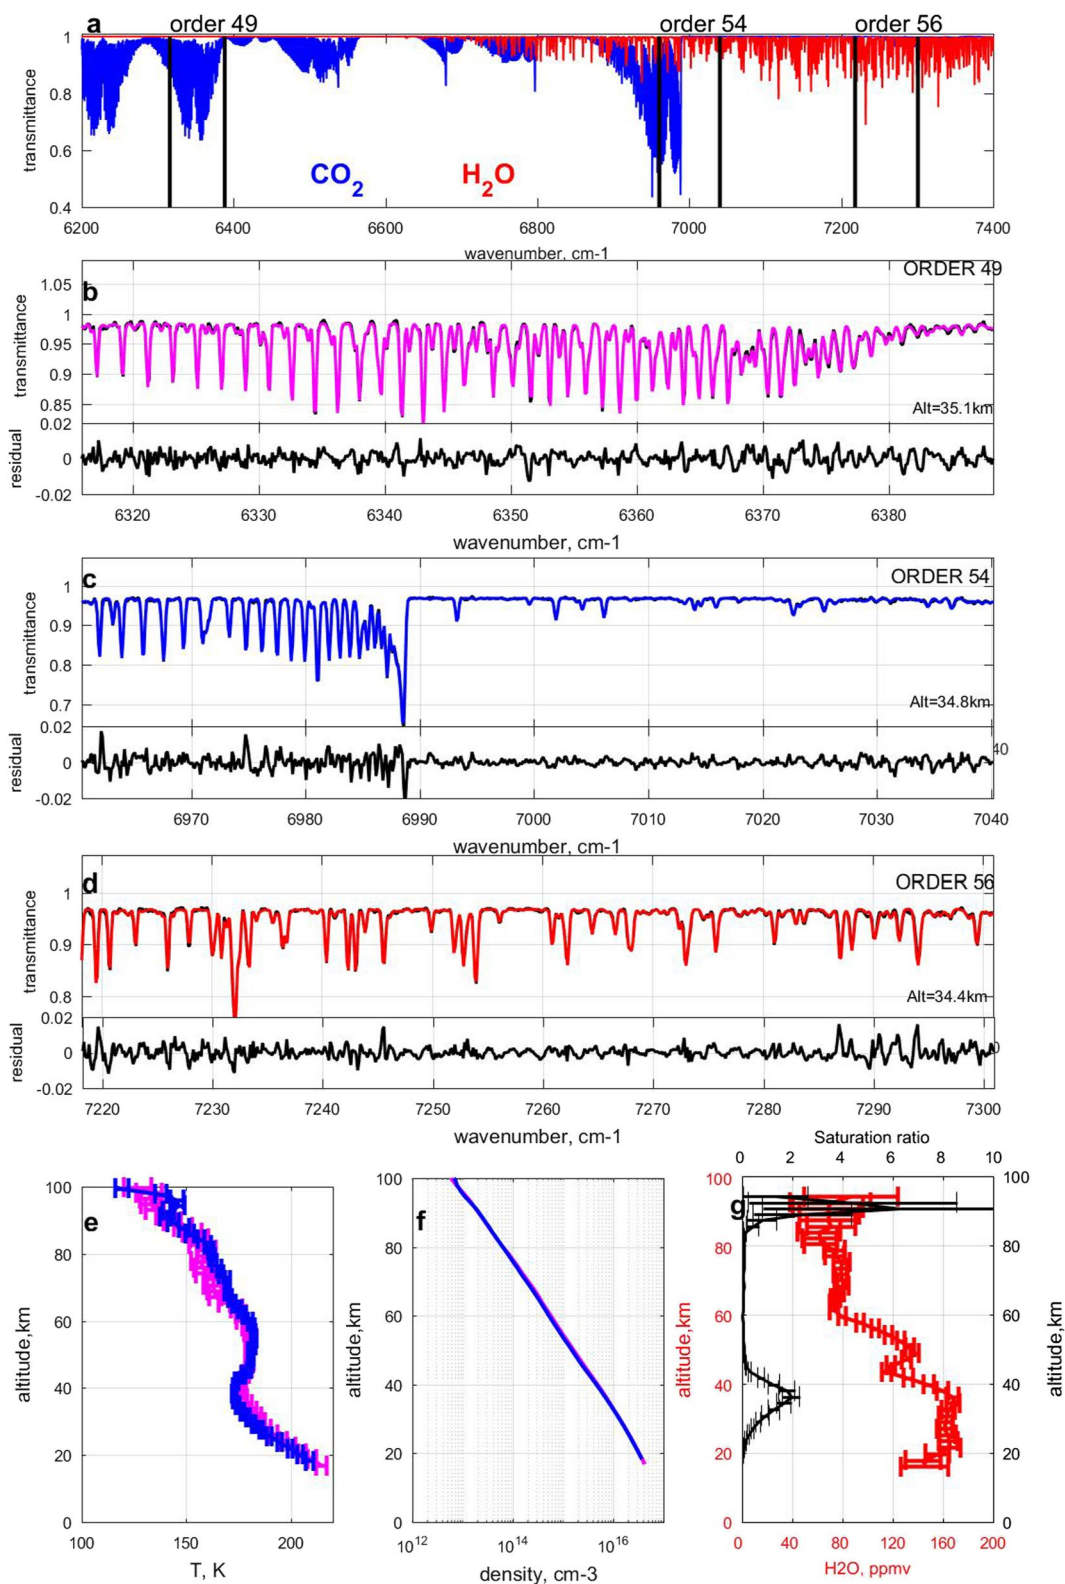 a
order 49
order 54
order 56
1
0.8
0.6
0.4
transmittance
CO2
H2O
6200
6400
6600
6800
7000
7200
7400
wavenumber, cm-1
b
ORDER 49
1.05
1
0.95
0.9
0.85
transmittance
Alt=35.1km
0.02
0
-0.02
residual
6320
6330
6340
6350
6360
6370
6380
wavenumber, cm-1
c
ORDER 54
1
0.9
0.8
0.7
transmittance
Alt=34.8km
0.02
0
-0.02
residual
40
6970
6980
6990
7000
7010
7020
7030
7040
wavenumber, cm-1
d
ORDER 56
1
0.9
0.8
transmittance
Alt=34.4km
0.02
0
-0.02
residual
0
7220
7230
7240
7250
7260
7270
7280
7290
7300
wavenumber, cm-1
e
100
80
60
40
20
0
altitude,km
100
150
200
T, K
f
100
80
60
40
20
0
altitude,km
10^12
10^14
10^16
density, cm-3
Saturation ratio
0
2
4
6
8
10
g
100
80
60
40
20
0
altitude,km
100
80
60
40
20
0
altitude,km
0
40
80
120
160
200
H2O, ppmv